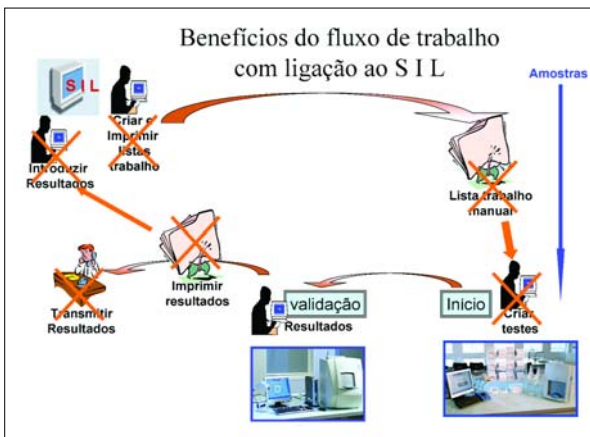 Benefícios do fluxo de trabalho
com ligação ao S I L
Amostras
S I L
Criar e
Imprimir
listas
trabalho
Introduzir
Resultados
Lista trabalho
manual
Imprimir
resultados
Transmitir
Resultados
validação
Resultados
Inicio
Criar
testes